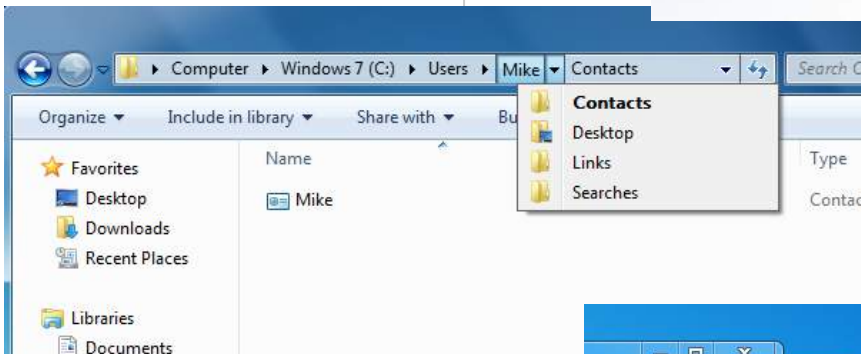 Computer Windows 7 (C:) Users Mike Contacts Search
Organize Include in library Share with
Contacts
Desktop
Links
Searches
Favorites
Desktop
Downloads
Recent Places
Libraries
Documents
Name Type
Mike